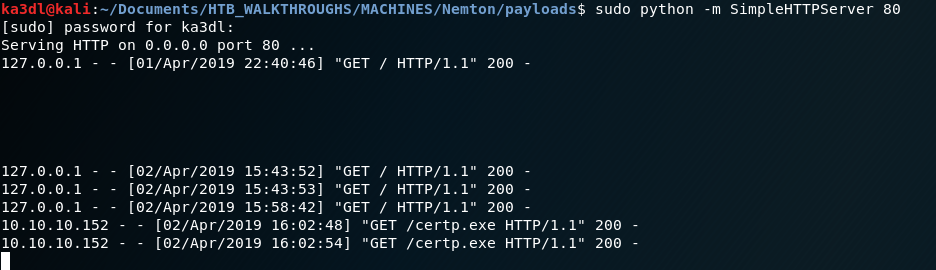 ka3dl@kali:~/Documents/HTB_WALKTHROUGHS/MACHINES/Nemton/payloads$ sudo python -m SimpleHTTPServer 80
[sudo] password for ka3dl:
Serving HTTP on 0.0.0.0 port 80 ...
127.0.0.1 - - [01/Apr/2019 22:40:46] "GET / HTTP/1.1" 200 -
127.0.0.1 - - [02/Apr/2019 15:43:52] "GET / HTTP/1.1" 200 -
127.0.0.1 - - [02/Apr/2019 15:43:53] "GET / HTTP/1.1" 200 -
127.0.0.1 - - [02/Apr/2019 15:58:42] "GET / HTTP/1.1" 200 -
10.10.10.152 - - [02/Apr/2019 16:02:48] "GET /certp.exe HTTP/1.1" 200 -
10.10.10.152 - - [02/Apr/2019 16:02:54] "GET /certp.exe HTTP/1.1" 200 -